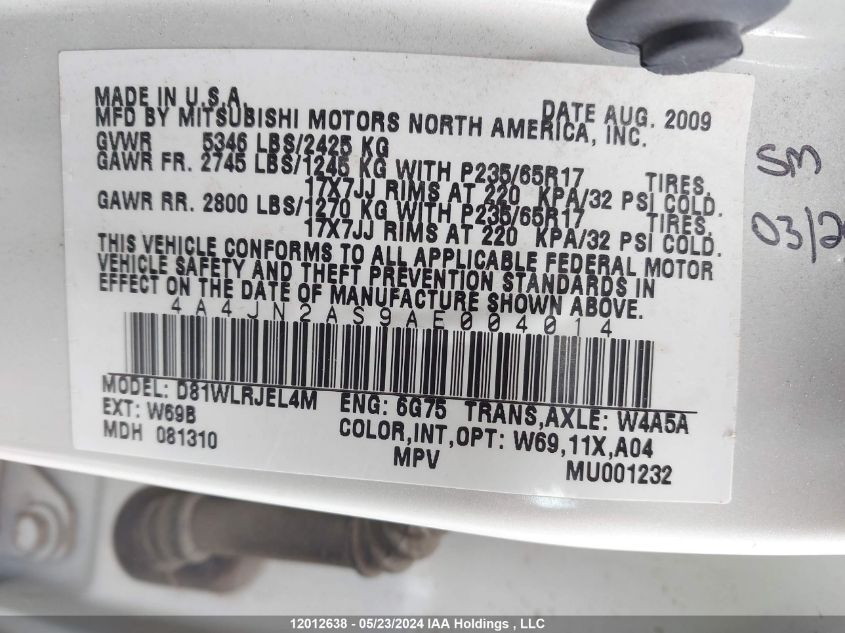 MADE IN U.S.A. DATE AUG. 2009
MFD BY MITSUBISHI MOTORS NORTH AMERICA, INC.
GVWR 5346 LBS/2425 KG
GAWR FR. 2745 LBS/1245 KG WITH P235/65R17 TIRES,
17X7JJ RIMS AT 220 KPA/32 PSI COLD.
GAWR RR. 2800 LBS/1270 KG WITH P235/65R17 TIRES,
17X7JJ RIMS AT 220 KPA/32 PSI COLD.
THIS VEHICLE CONFORMS TO ALL APPLICABLE FEDERAL MOTOR
VEHICLE SAFETY AND THEFT PREVENTION STANDARDS IN
EFFECT ON THE DATE OF MANUFACTURE SHOWN ABOVE.
4A4JN2AS9AE004014
MODEL: D81WLRJEL4M ENG: 6G75 TRANS,AXLE: W4A5A
EXT: W69B COLOR,INT,OPT: W69,11X,A04
MDH 081310 MPV MU001232
SM
03/2
12012638 - 05/23/2024 IAA Holdings , LLC